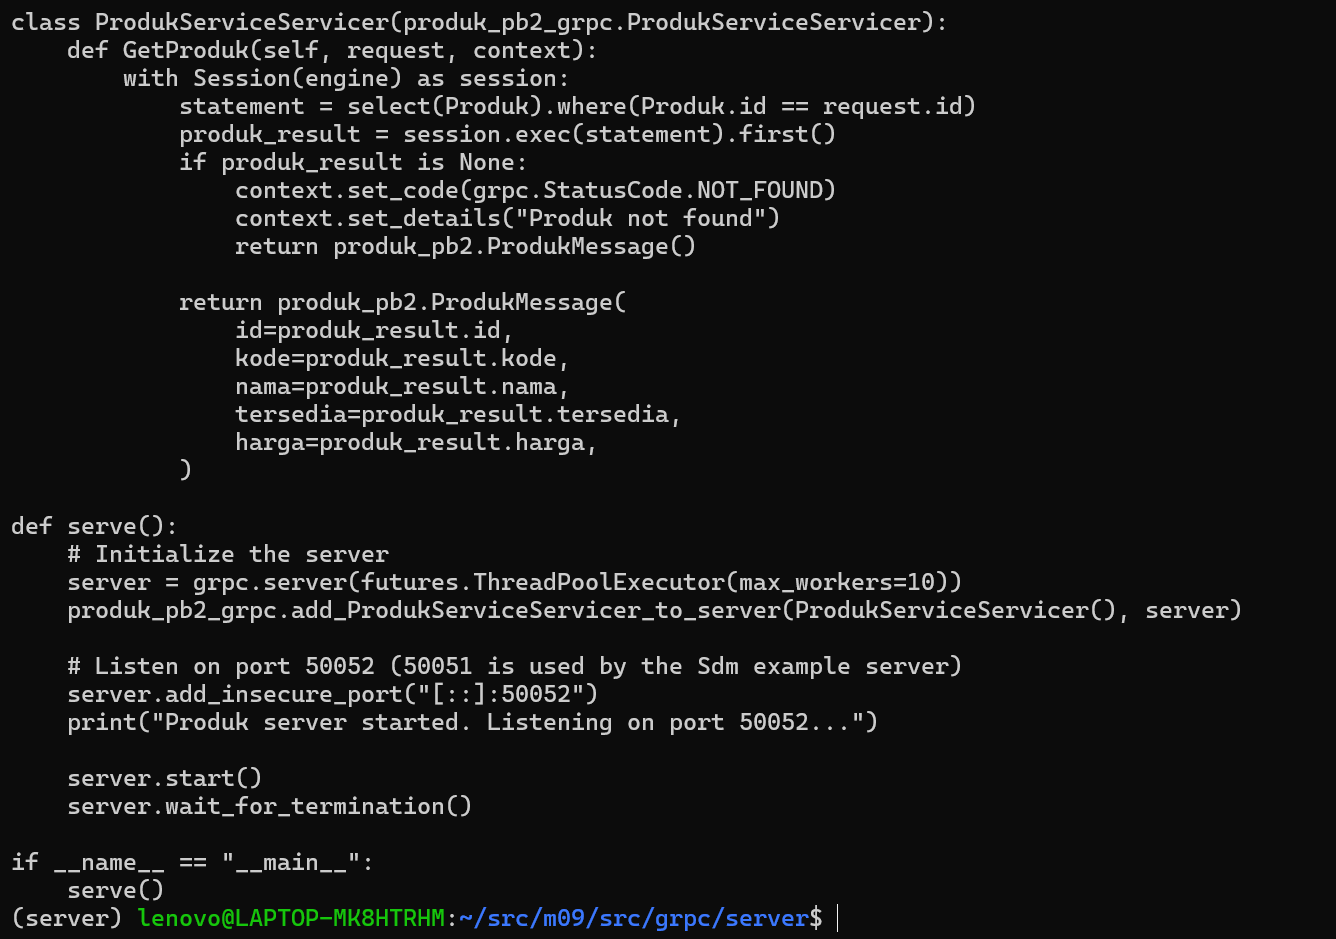 class ProdukServiceServicer(produk_pb2_grpc.ProdukServiceServicer):
    def GetProduk(self, request, context):
        with Session(engine) as session:
            statement = select(Produk).where(Produk.id == request.id)
            produk_result = session.exec(statement).first()
            if produk_result is None:
                context.set_code(grpc.StatusCode.NOT_FOUND)
                context.set_details("Produk not found")
                return produk_pb2.ProdukMessage()

            return produk_pb2.ProdukMessage(
                id=produk_result.id,
                kode=produk_result.kode,
                nama=produk_result.nama,
                tersedia=produk_result.tersedia,
                harga=produk_result.harga,
            )

def serve():
    # Initialize the server
    server = grpc.server(futures.ThreadPoolExecutor(max_workers=10))
    produk_pb2_grpc.add_ProdukServiceServicer_to_server(ProdukServiceServicer(), server)

    # Listen on port 50052 (50051 is used by the Sdm example server)
    server.add_insecure_port("[::]:50052")
    print("Produk server started. Listening on port 50052...")

    server.start()
    server.wait_for_termination()

if __name__ == "__main__":
    serve()
(server) lenovo@LAPTOP-MK8HTRHM:~/src/m09/src/grpc/server$